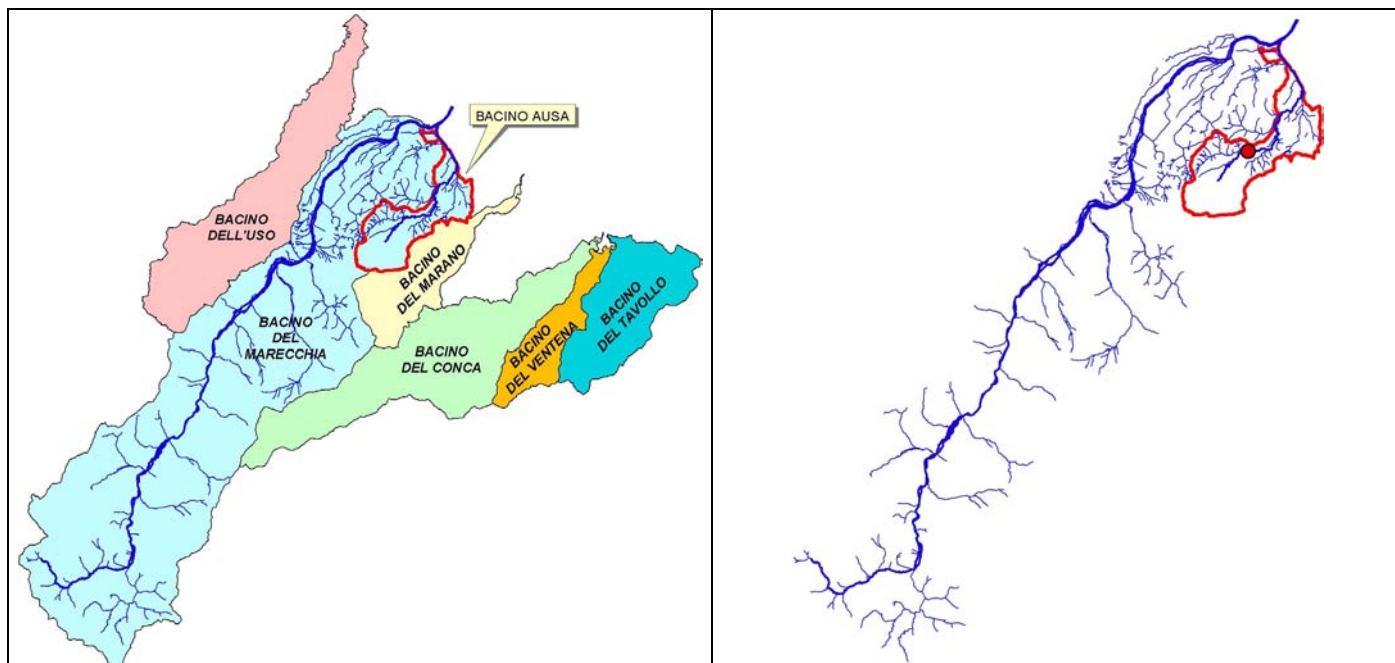 BACINO AUSA
BACINO
DELL'USO
BACINO
DEL MARANO
BACINO
DEL
MARECCHIA
BACINO
DEL CONCA
BACINO
DEL VENTENA
BACINO
DEL TAVOLLO